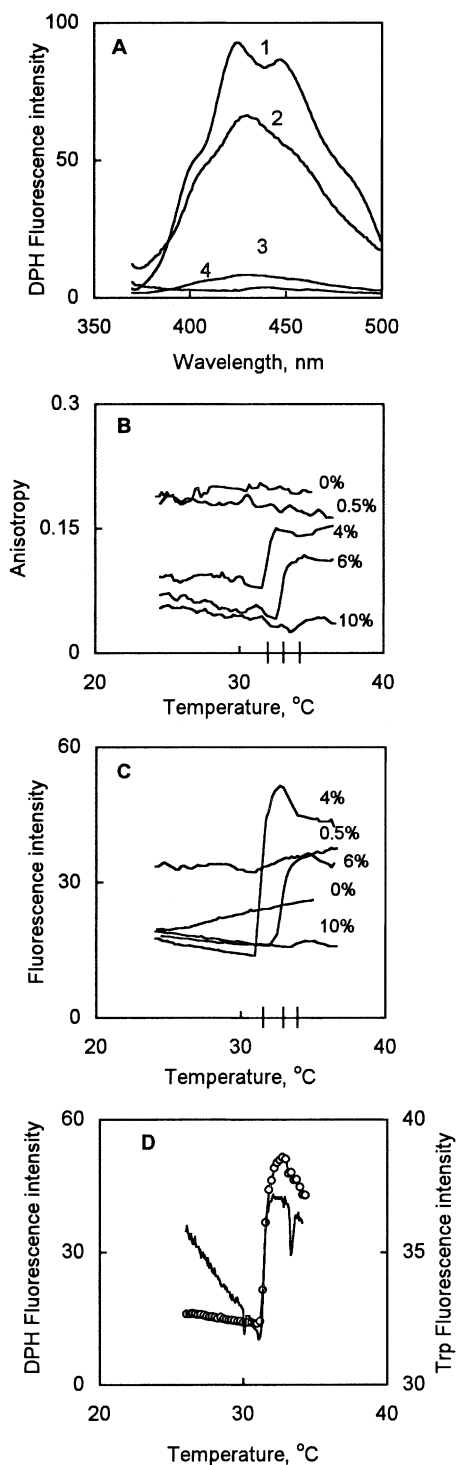 A
DPH Fluorescence intensity
100
50
0
1
2
3
4
350 400 450 500
Wavelength, nm
B
Anisotropy
0.3
0.15
0
0%
0.5%
4%
6%
10%
20 30 40
Temperature, °C
C
Fluorescence intensity
60
30
0
4%
0.5%
6%
0%
10%
20 30 40
Temperature, °C
D
DPH Fluorescence intensity
60
30
0
40
35
30
Trp Fluorescence intensity
20 30 40
Temperature, °C